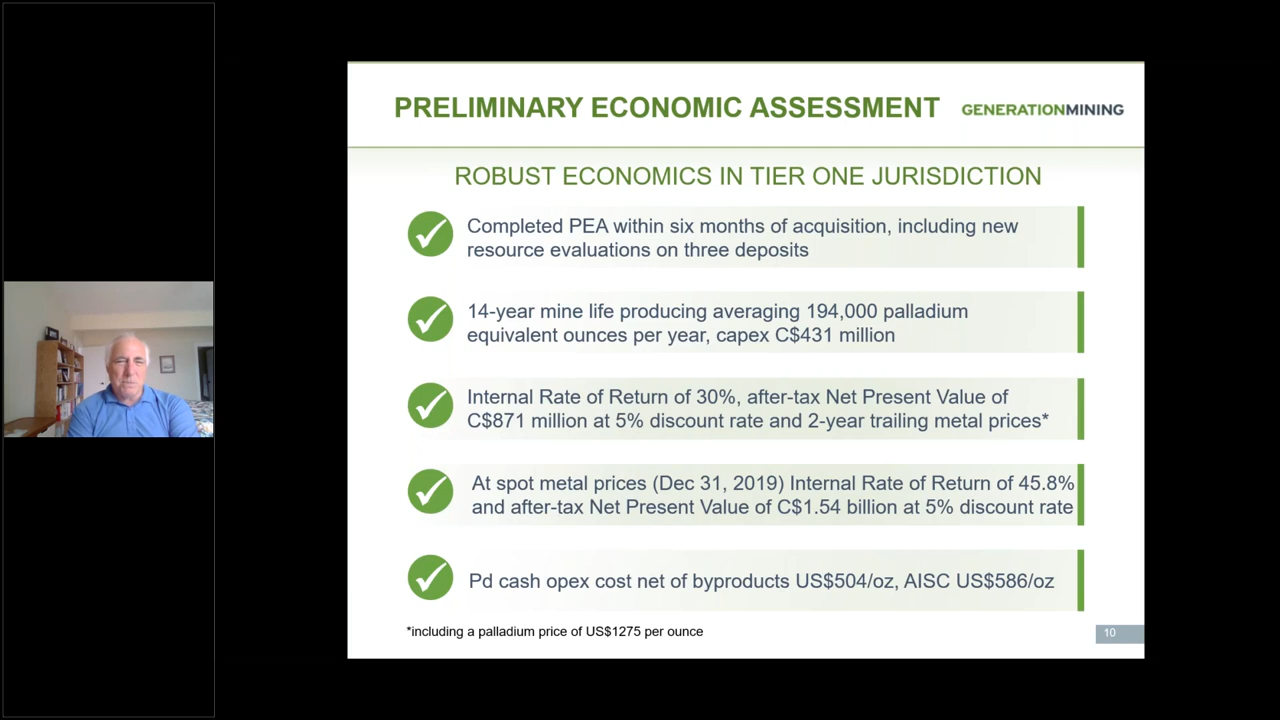 PRELIMINARY ECONOMIC ASSESSMENT
GENERATIONMINING
ROBUST ECONOMICS IN TIER ONE JURISDICTION
Completed PEA within six months of acquisition, including new
resource evaluations on three deposits
14-year mine life producing averaging 194,000 palladium
equivalent ounces per year, capex C$431 million
Internal Rate of Return of 30%, after-tax Net Present Value of
C$871 million at 5% discount rate and 2-year trailing metal prices*
At spot metal prices (Dec 31, 2019) Internal Rate of Return of 45.8%
and after-tax Net Present Value of C$1.54 billion at 5% discount rate
Pd cash opex cost net of byproducts US$504/oz, AISC US$586/oz
*including a palladium price of US$1275 per ounce
10